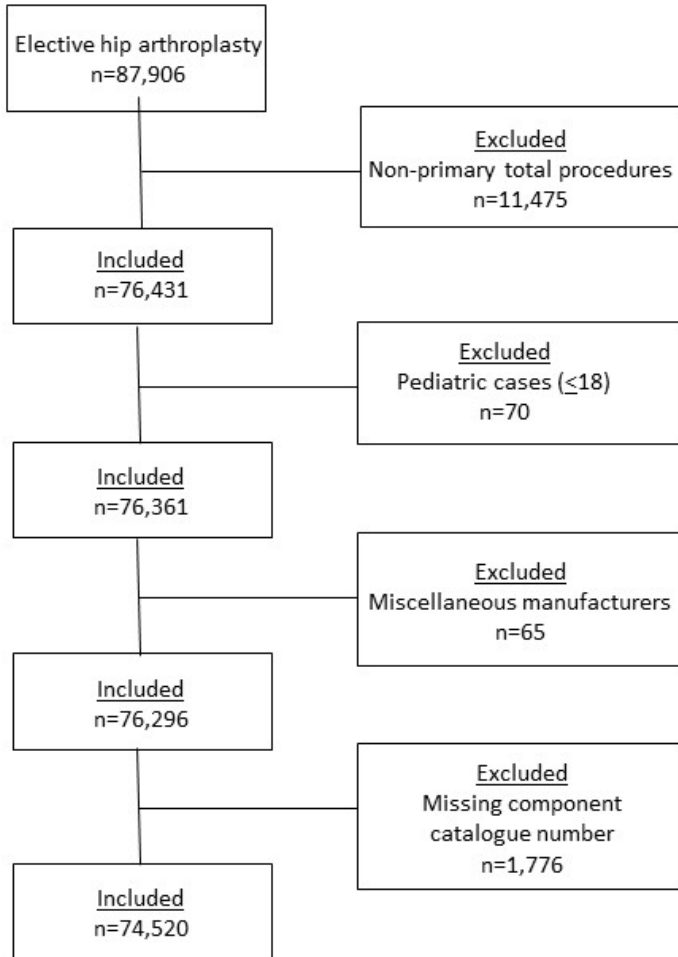 Elective hip arthroplasty
n=87,906
Excluded
Non-primary total procedures
n=11,475
Included
n=76,431
Excluded
Pediatric cases (≤18)
n=70
Included
n=76,361
Excluded
Miscellaneous manufacturers
n=65
Included
n=76,296
Excluded
Missing component
catalogue number
n=1,776
Included
n=74,520